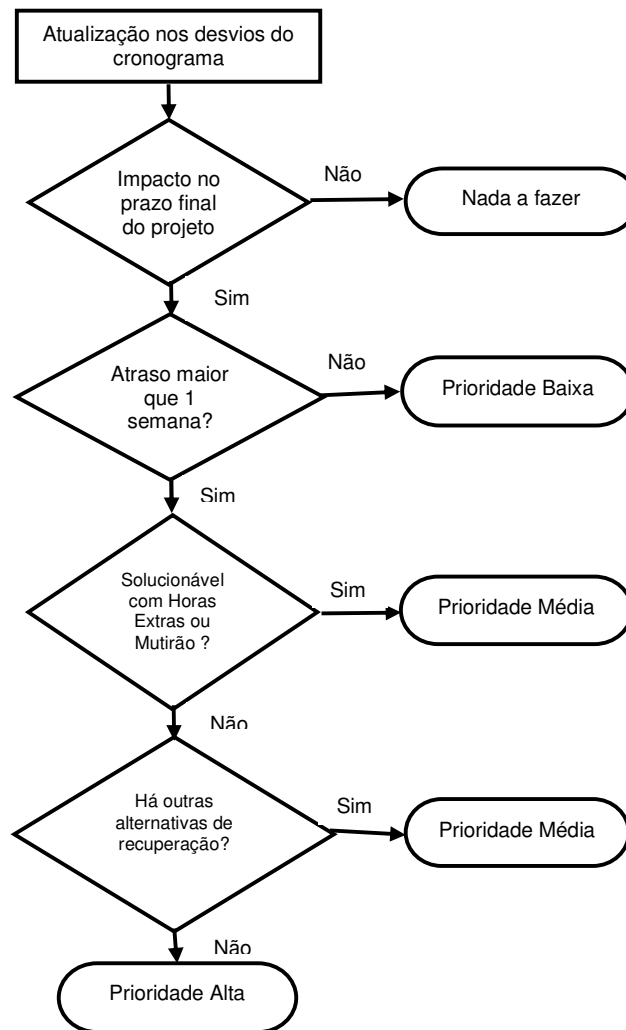 Atualização nos desvios do
cronograma
Impacto no
prazo final
do projeto
Não
Nada a fazer
Sim
Atraso maior
que 1
semana?
Não
Prioridade Baixa
Sim
Solucionável
com Horas
Extras ou
Mutirão ?
Sim
Prioridade Média
Não
Há outras
alternativas de
recuperação?
Sim
Prioridade Média
Não
Prioridade Alta